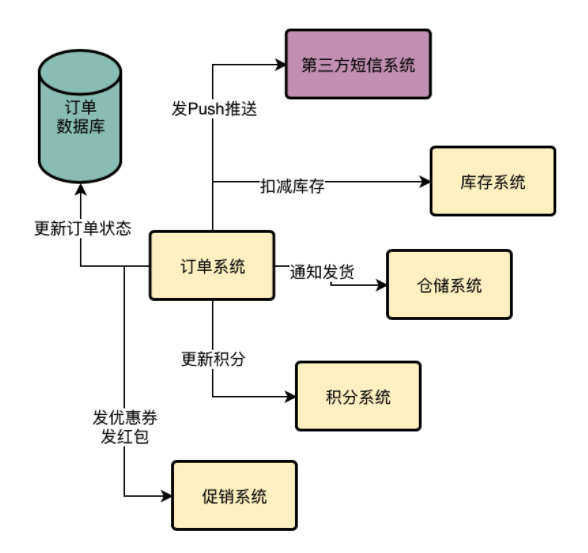 第三方短信系统
订单
数据库
发Push推送
扣减库存
库存系统
更新订单状态
订单系统
通知发货
仓储系统
更新积分
积分系统
发优惠券
发红包
促销系统